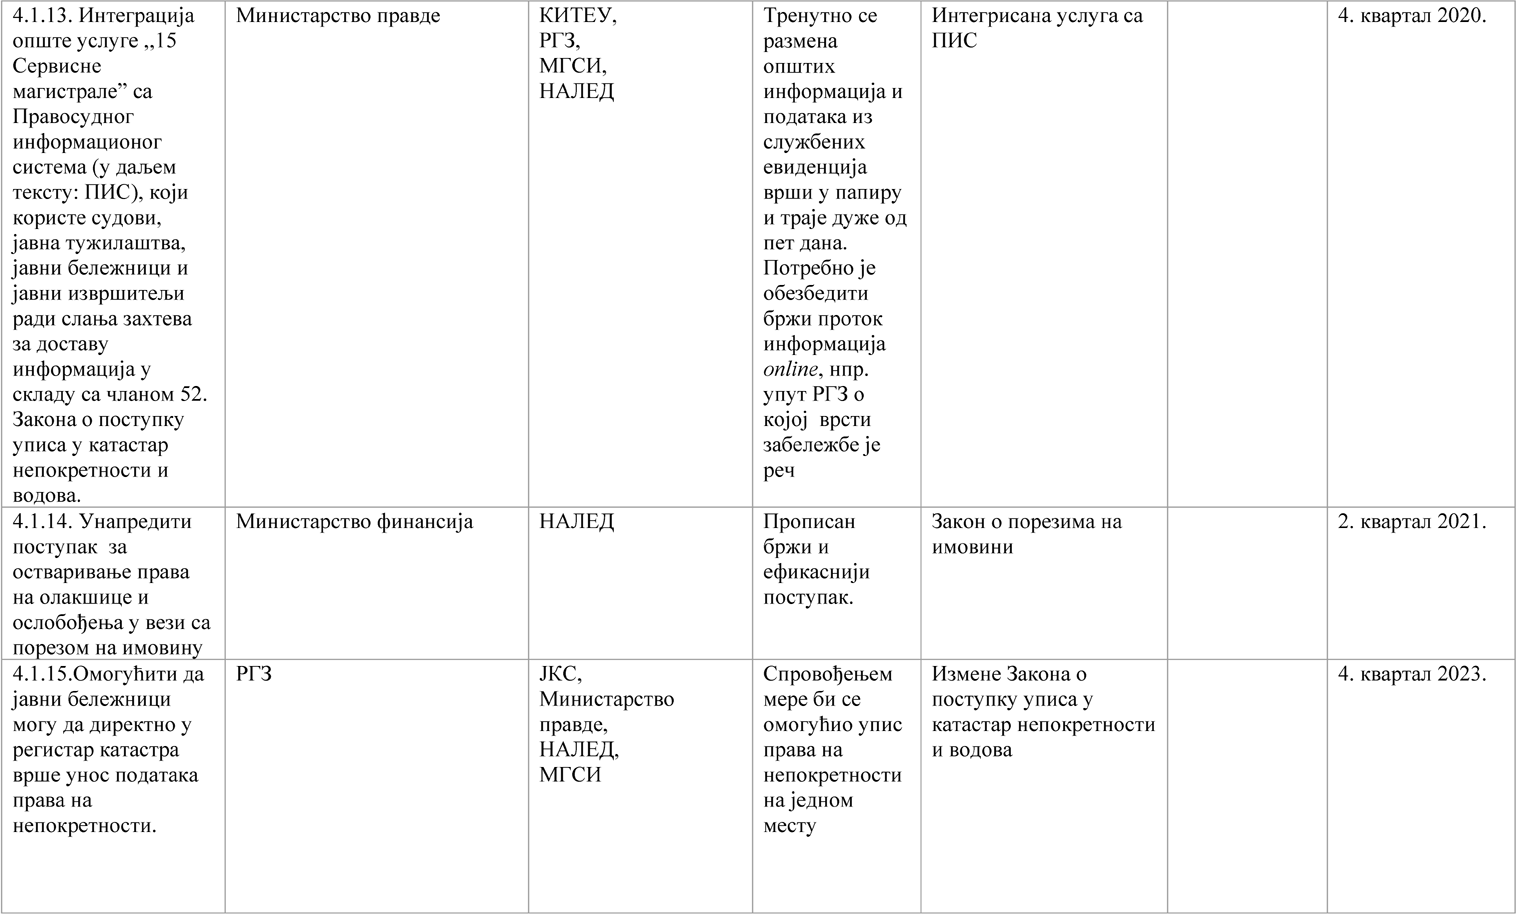 4.1.13. Интеграција
опште услуге ,,15
Сервисне
магистрале” са
Правосудног
информационог
система (у даљем
тексту: ПИС), који
користе судови,
јавна тужилаштва,
јавни бележници и
јавни извршитељи
ради слања захтева
за доставу
информација у
складу са чланом 52.
Закона о поступку
уписа у катастар
непокретности и
водова.
Министарство правде
КИТЕУ,
РГЗ,
МГСИ,
НАЛЕД
Тренутно се
размена
општих
информација и
података из
службених
евиденција
врши у папиру
и траје дуже од
пет дана.
Потребно је
обезбедити
бржи проток
информација
online, нпр.
упут РГЗ о
којој  врсти
забележбе је
реч
Интегрисана услуга са
ПИС
4. квартал 2020.
4.1.14. Унапредити
поступак  за
остваривање права
на олакшице и
ослобођења у вези са
порезом на имовину
Министарство финансија
НАЛЕД
Прописан
бржи и
ефикаснији
поступак.
Закон о порезима на
имовини
2. квартал 2021.
4.1.15.Омогућити да
јавни бележници
могу да директно у
регистар катастра
врше унос података
права на
непокретности.
РГЗ
ЈКС,
Министарство
правде,
НАЛЕД,
МГСИ
Спровођењем
мере би се
омогућио упис
права на
непокретности
на једном
месту
Измене Закона о
поступку уписа у
катастар непокретности
и водова
4. квартал 2023.